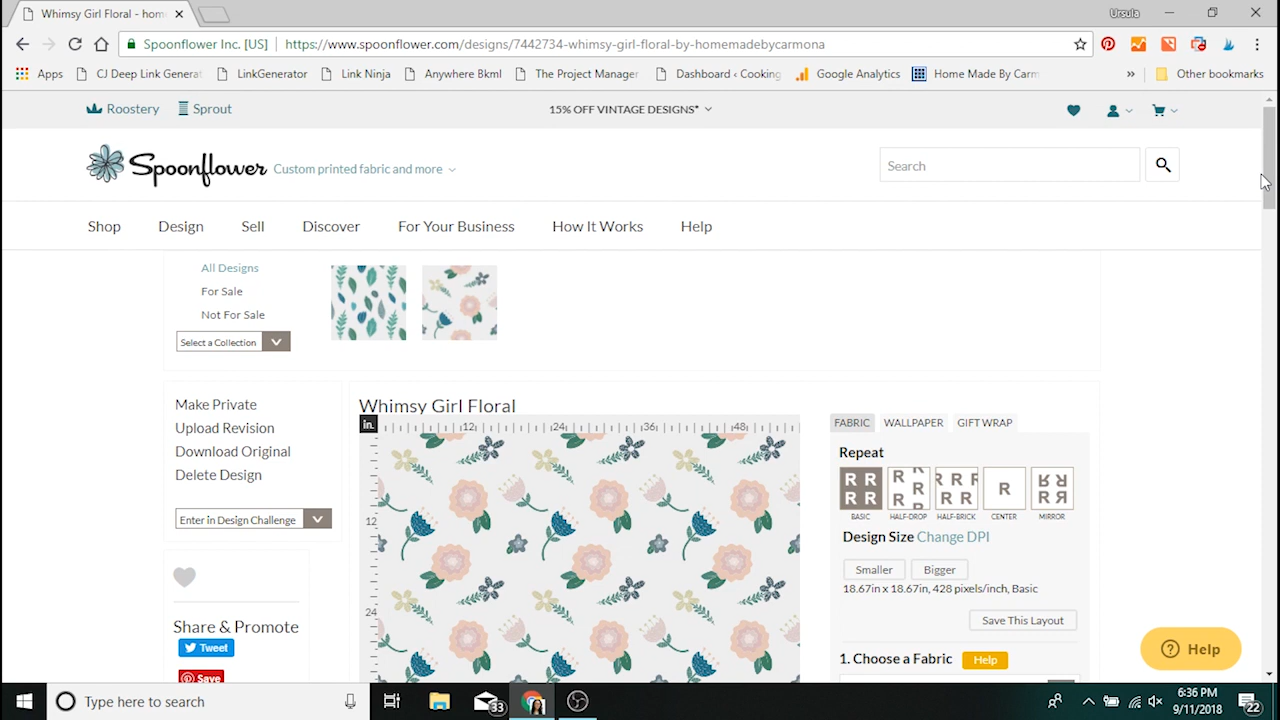 Whimsy Girl Floral - hom
Ursula
Spoonflower Inc. [US]
https://www.spoonflower.com/designs/7442734-whimsy-girl-floral-by-homemadebycarmona
Apps
CJ Deep Link Generat
LinkGenerator
Link Ninja
Anywhere Bkml
The Project Manager
Dashboard ‹ Cooking
Google Analytics
Home Made By Carm
»
Other bookmarks
Roostery
Sprout
15% OFF VINTAGE DESIGNS*
Spoonflower
Custom printed fabric and more
Search
Shop
Design
Sell
Discover
For Your Business
How It Works
Help
All Designs
For Sale
Not For Sale
Select a Collection
Make Private
Upload Revision
Download Original
Delete Design
Enter in Design Challenge
Share & Promote
Tweet
Save
Whimsy Girl Floral
in.
12
24
36
48
12
24
FABRIC
WALLPAPER
GIFT WRAP
Repeat
R R R R
R R R R
R R R R R
R
R R R R
BASIC
HALF-DROP
HALF-BRICK
CENTER
MIRROR
Design Size Change DPI
Smaller
Bigger
18.67in x 18.67in, 428 pixels/inch, Basic
Save This Layout
1. Choose a Fabric
Help
Help
Type here to search
33
6:36 PM
9/11/2018
22